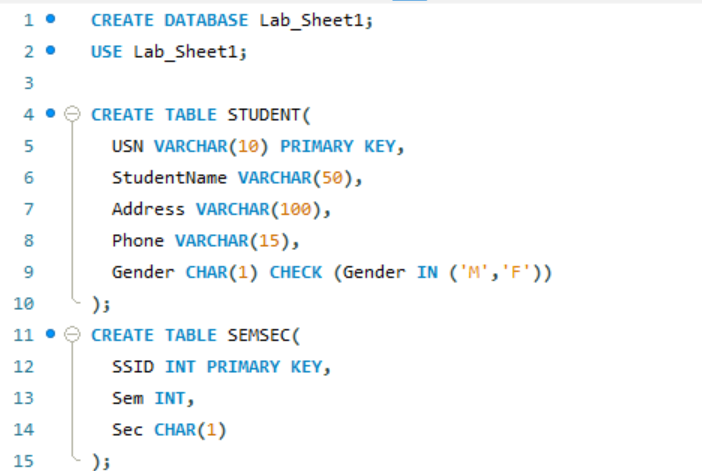 1 CREATE DATABASE Lab_Sheet1;
2 USE Lab_Sheet1;
3
4 CREATE TABLE STUDENT(
5 USN VARCHAR(10) PRIMARY KEY,
6 StudentName VARCHAR(50),
7 Address VARCHAR(100),
8 Phone VARCHAR(15),
9 Gender CHAR(1) CHECK (Gender IN ('M','F'))
10 );
11 CREATE TABLE SEMSEC(
12 SSID INT PRIMARY KEY,
13 Sem INT,
14 Sec CHAR(1)
15 );